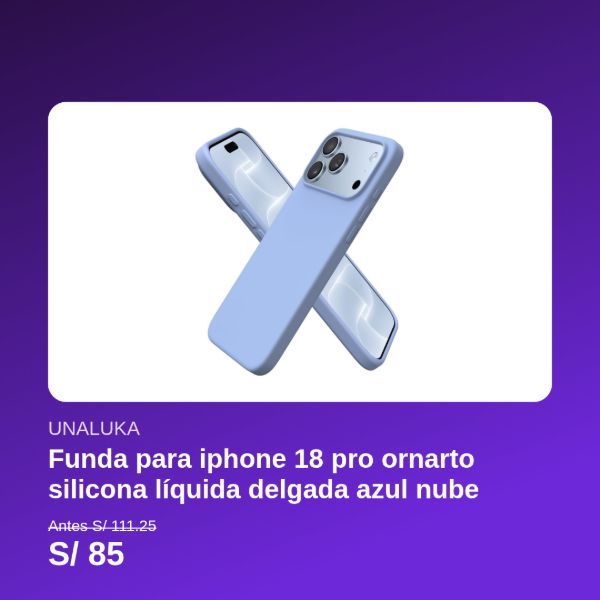 UNALUKA
Funda para iphone 18 pro ornarto
silicona líquida delgada azul nube
Antes S/ 111.25
S/ 85